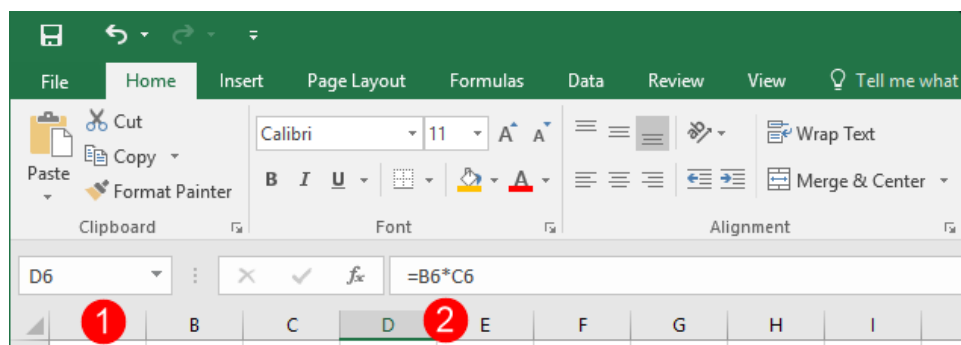 File Home Insert Page Layout Formulas Data Review View Tell me what
Cut
Calibri 11 A A Wrap Text
Copy
Paste
B I U A Merge & Center
Format Painter
Clipboard Font Alignment
D6 fx =B6*C6
1 B C D 2 E F G H I